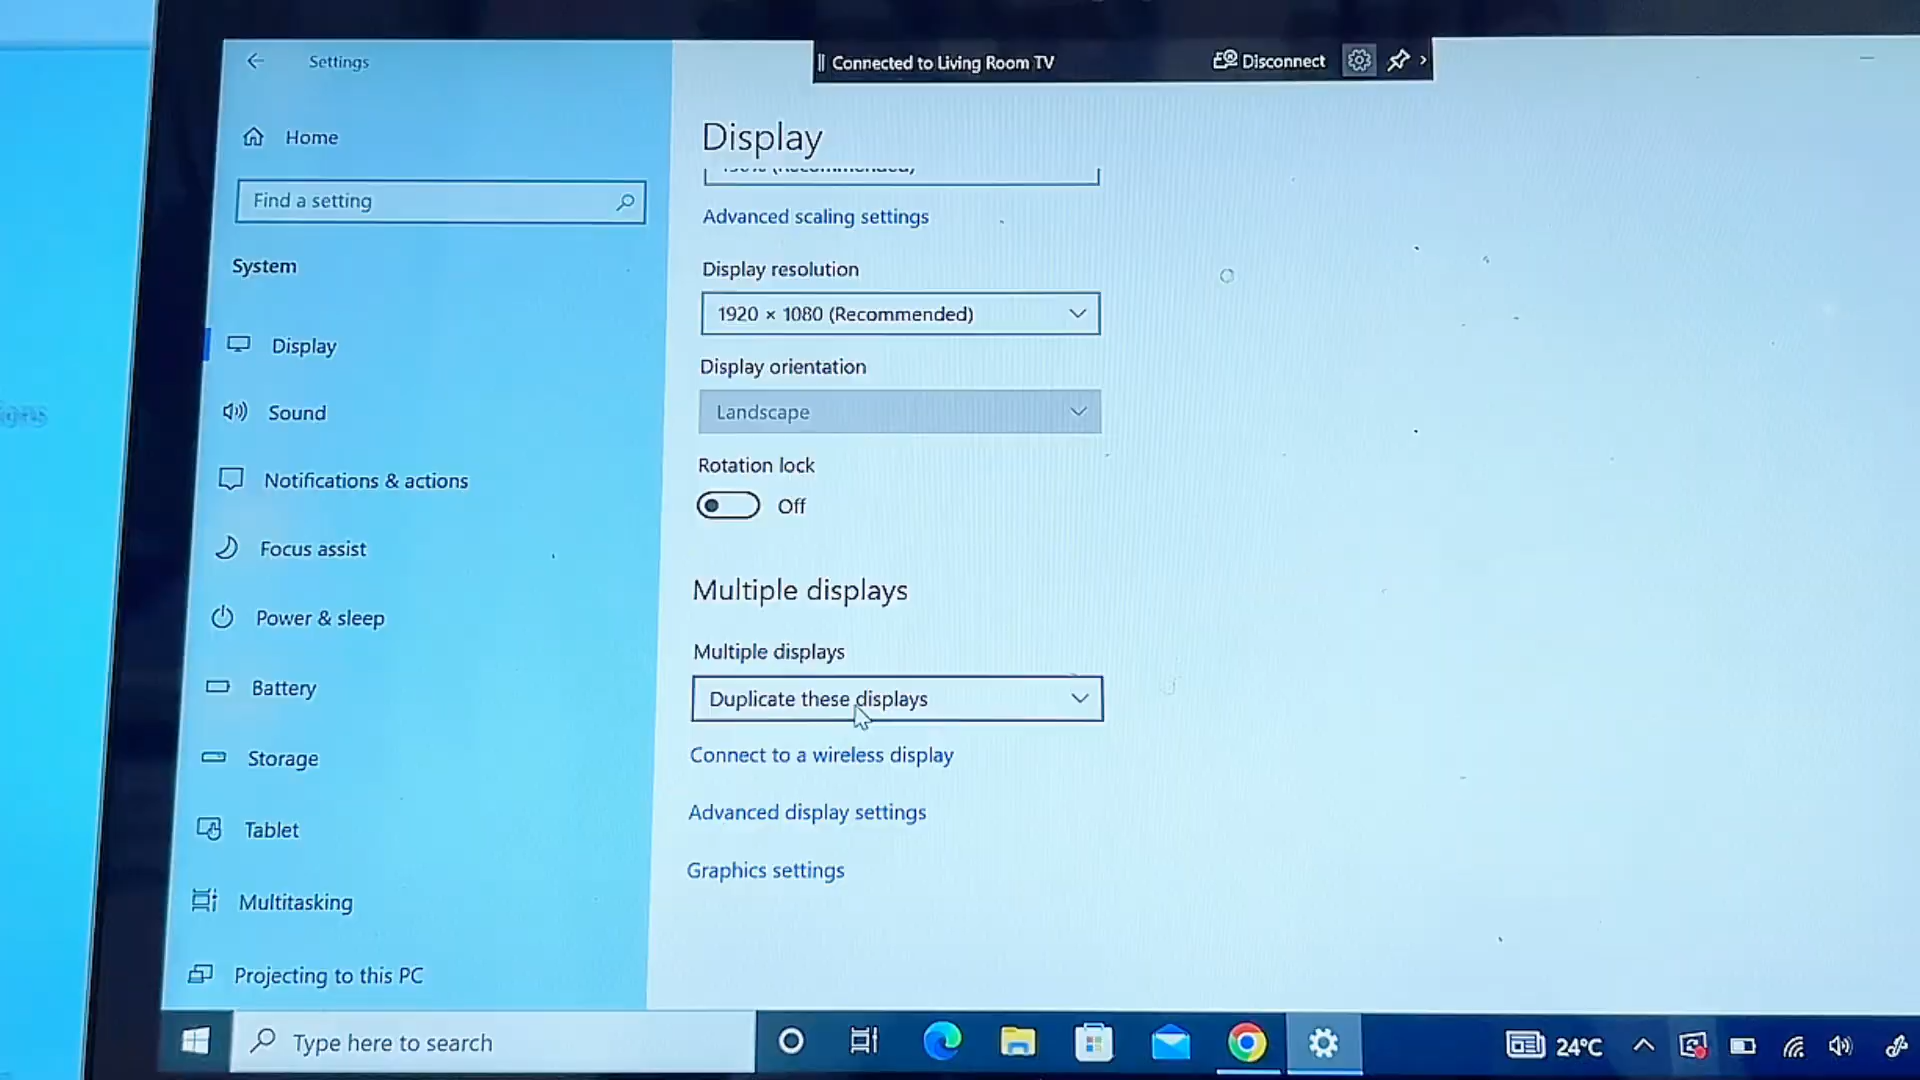 Settings
Connected to Living Room TV
Disconnect
Home
Find a setting
System
Display
Sound
Notifications & actions
Focus assist
Power & sleep
Battery
Storage
Tablet
Multitasking
Projecting to this PC
Display
(Recommended)
Advanced scaling settings
Display resolution
1920 × 1080 (Recommended)
Display orientation
Landscape
Rotation lock
Off
Multiple displays
Multiple displays
Duplicate these displays
Connect to a wireless display
Advanced display settings
Graphics settings
Type here to search
24°C